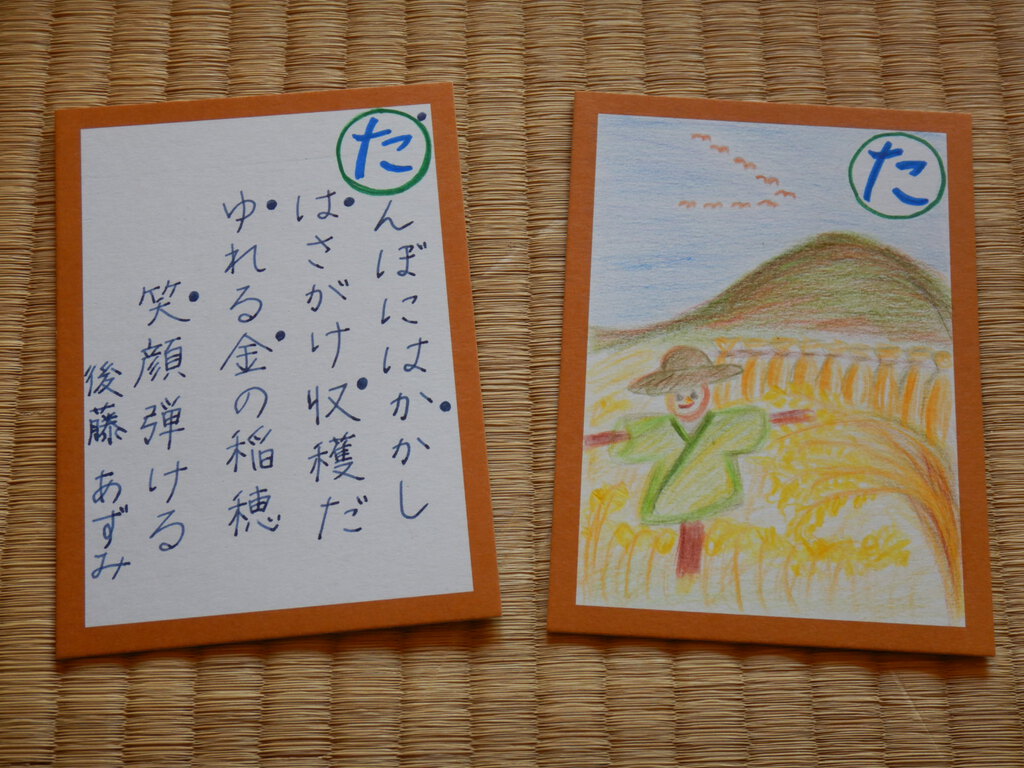 た
んぼにはかかし
はさがけ収穫だ
ゆれる金の稲穂
笑顔弾ける
後藤 あずみ
た